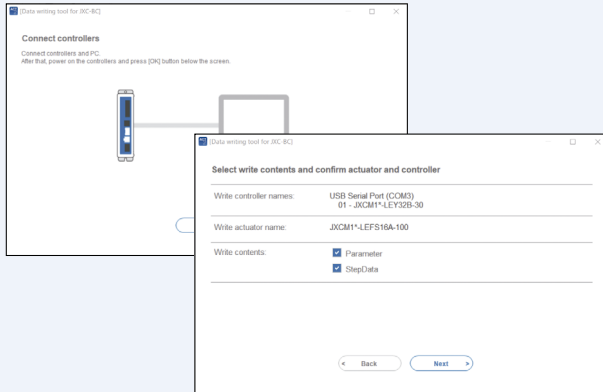 [Data writing tool for JXC-BC]
Connect controllers
Connect controllers and PC.
After that, power on the controllers and press [OK] button below the screen.
[Data writing tool for JXC-BC]
Select write contents and confirm actuator and controller
Write controller names: USB Serial Port (COM3)
01 - JXCM1*-LEY32B-30
Write actuator name: JXCM1*-LEFS16A-100
Write contents: Parameter
StepData
< Back Next >